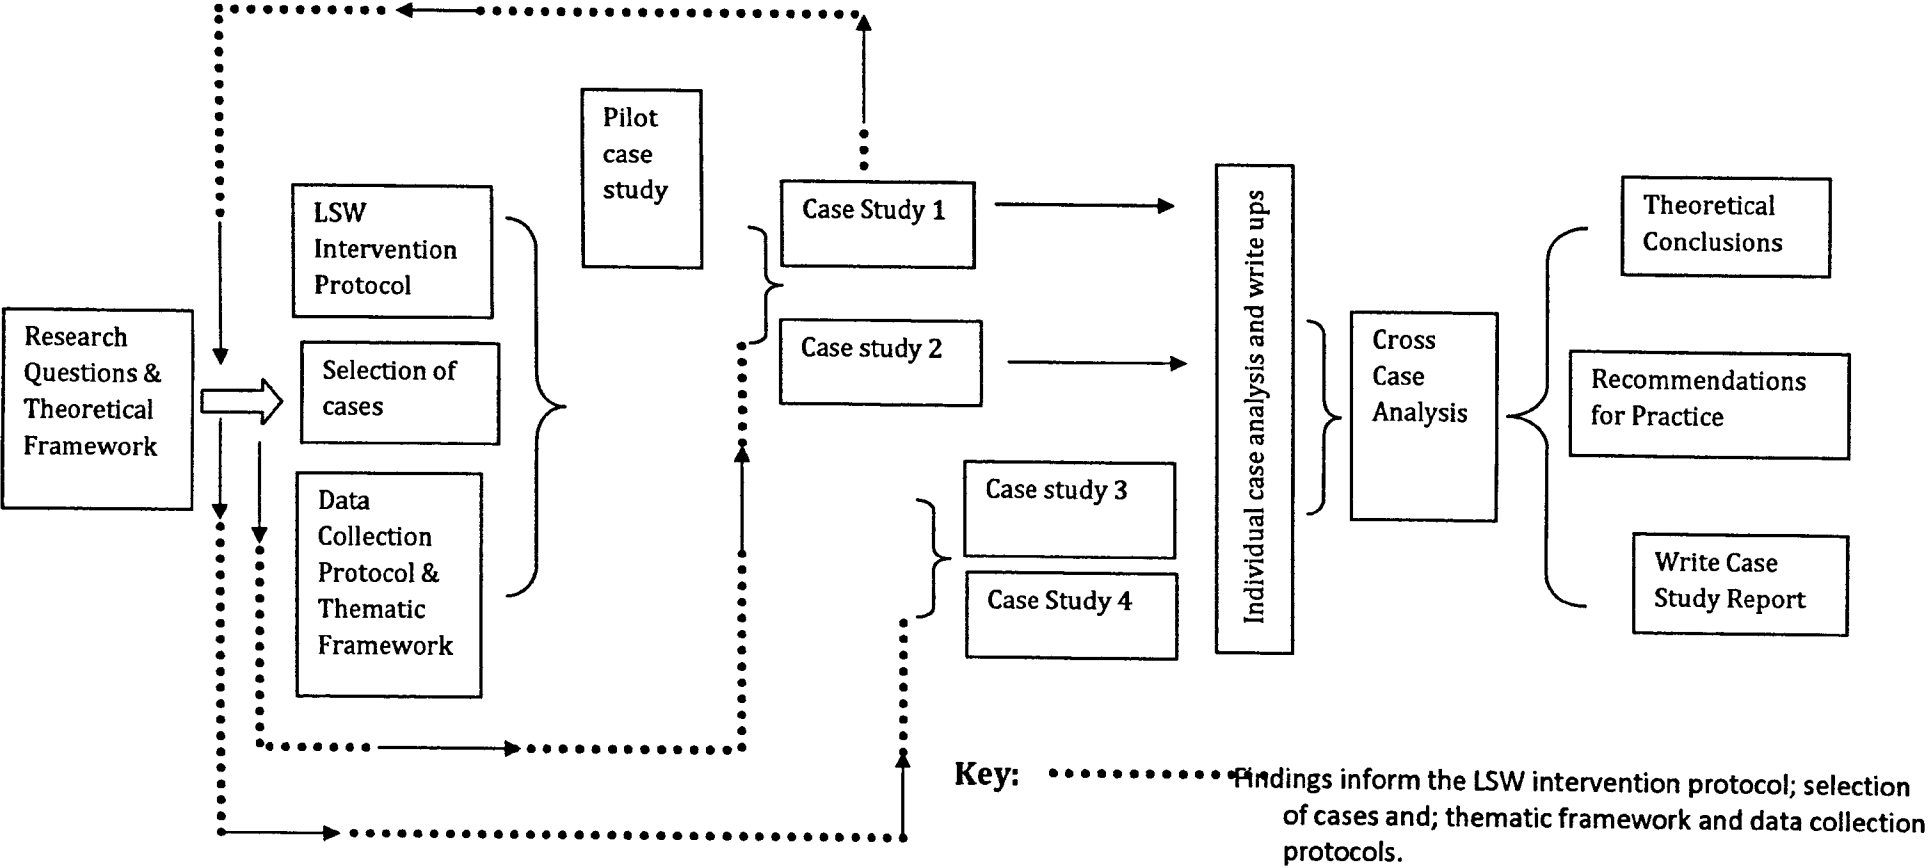 Research
Questions &
Theoretical
Framework
LSW
Intervention
Protocol
Selection of
cases
Data
Collection
Protocol &
Thematic
Framework
Pilot
case
study
Case Study 1
Case study 2
Case study 3
Case Study 4
Individual case analysis and write ups
Cross
Case
Analysis
Theoretical
Conclusions
Recommendations
for Practice
Write Case
Study Report
Key:
Findings inform the LSW intervention protocol; selection
of cases and; thematic framework and data collection
protocols.